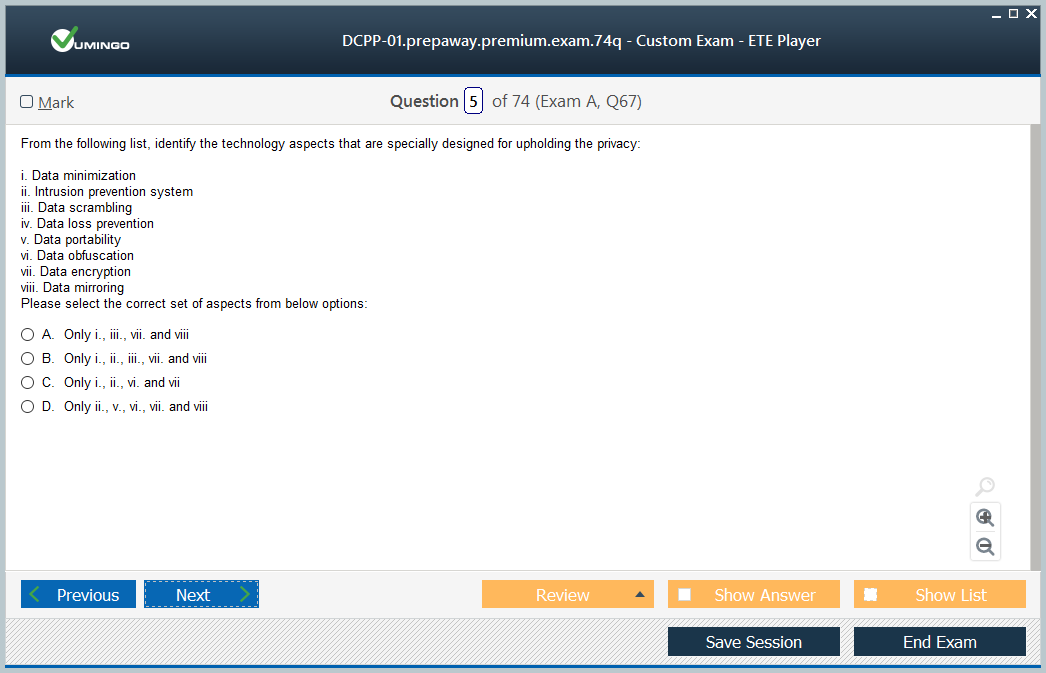 VUMINGO
DCPP-01.prepaway.premium.exam.74q - Custom Exam - ETE Player
Mark
Question 5 of 74 (Exam A, Q67)
From the following list, identify the technology aspects that are specially designed for upholding the privacy:
i. Data minimization
ii. Intrusion prevention system
iii. Data scrambling
iv. Data loss prevention
v. Data portability
vi. Data obfuscation
vii. Data encryption
viii. Data mirroring
Please select the correct set of aspects from below options:
A. Only i., iii., vii. and viii
B. Only i., ii., iii., vii. and viii
C. Only i., ii., vi. and vii
D. Only ii., v., vi., vii. and viii
Previous
Next
Review
Show Answer
Show List
Save Session
End Exam